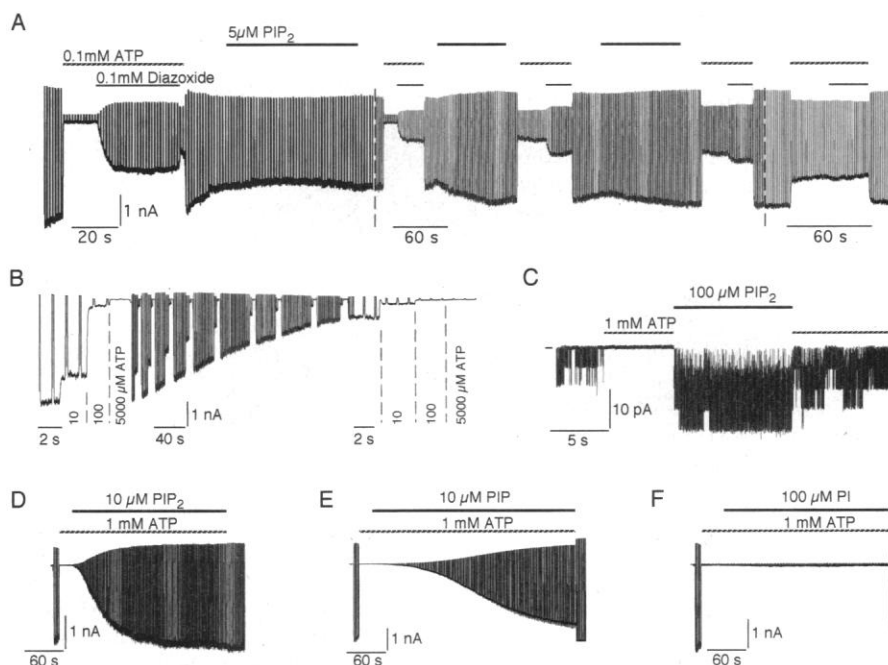 A
5µM PIP₂
0.1mM ATP
0.1mM Diazoxide
1 nA
20 s
60 s
60 s
B
10
100
5000 µM ATP
10
100
5000 µM ATP
1 nA
2 s
40 s
2 s
C
100 µM PIP₂
1 mM ATP
10 pA
5 s
D
10 µM PIP₂
1 mM ATP
1 nA
60 s
E
10 µM PIP
1 mM ATP
1 nA
60 s
F
100 µM PI
1 mM ATP
1 nA
60 s